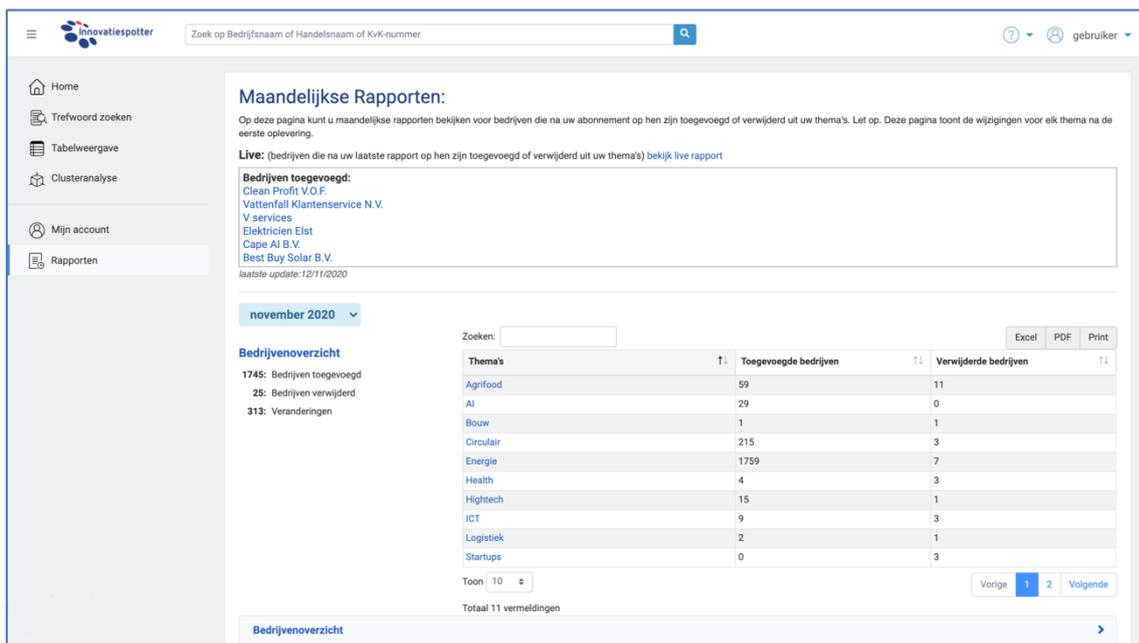 innovatiespotter
Zoek op Bedrijfsnaam of Handelsnaam of KvK-nummer
?
gebruiker
Home
Trefwoord zoeken
Tabelweergave
Clusteranalyse
Mijn account
Rapporten
Maandelijkse Rapporten:
Op deze pagina kunt u maandelijkse rapporten bekijken voor bedrijven die na uw abonnement op hen zijn toegevoegd of verwijderd uit uw thema's. Let op. Deze pagina toont de wijzigingen voor elk thema na de
eerste oplevering.
Live: (bedrijven die na uw laatste rapport op hen zijn toegevoegd of verwijderd uit uw thema's) bekijk live rapport
Bedrijven toegevoegd:
Clean Profit V.O.F.
Vattenfall Klantenservice N.V.
V services
Elektricien Elst
Cape AI B.V.
Best Buy Solar B.V.
laatste update:12/11/2020
november 2020
Bedrijvenoverzicht
1745: Bedrijven toegevoegd
25: Bedrijven verwijderd
313: Veranderingen
Zoeken:
Excel PDF Print
Thema's Toegevoegde bedrijven Verwijderde bedrijven
Agrifood 59 11
AI 29 0
Bouw 1 1
Circulair 215 3
Energie 1759 7
Health 4 3
Hightech 15 1
ICT 9 3
Logistiek 2 1
Startups 0 3
Toon 10
Vorige 1 2 Volgende
Totaal 11 vermeldingen
Bedrijvenoverzicht